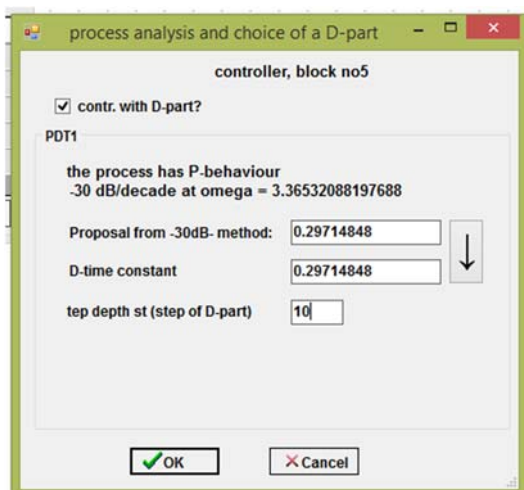 process analysis and choice of a D-part
controller, block no5
contr. with D-part?
PDT1
the process has P-behaviour
-30 dB/decade at omega = 3.36532088197688
Proposal from -30dB- method: 0.29714848
D-time constant 0.29714848
tep depth st (step of D-part) 10
OK Cancel